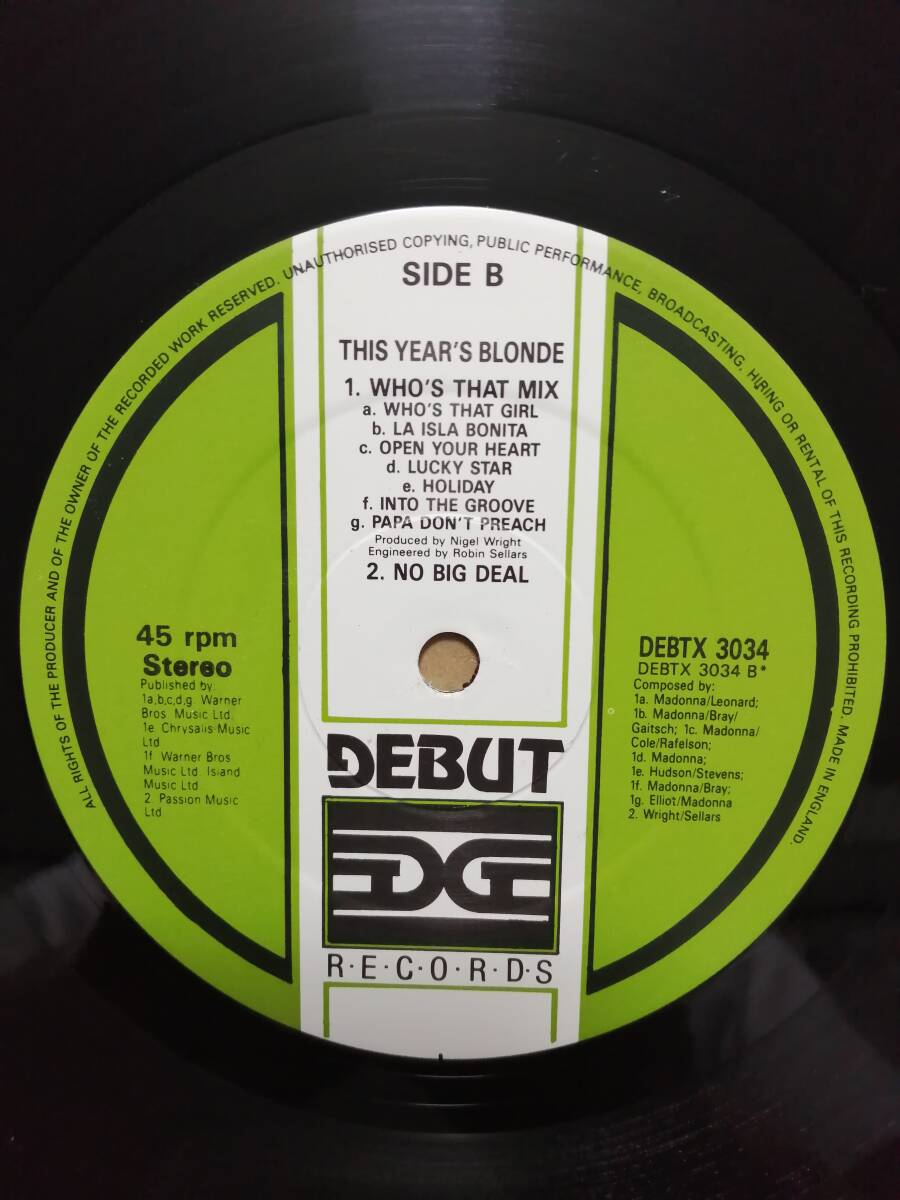 ALL RIGHTS OF THE PRODUCER AND OF THE OWNER OF THE RECORDED WORK RESERVED. UNAUTHORISED COPYING, PUBLIC PERFORMANCE, BROADCASTING, HIRING OR RENTAL OF THIS RECORDING PROHIBITED. MADE IN ENGLAND.
SIDE B
THIS YEAR'S BLONDE
1. WHO'S THAT MIX
a. WHO'S THAT GIRL
b. LA ISLA BONITA
c. OPEN YOUR HEART
d. LUCKY STAR
e. HOLIDAY
f. INTO THE GROOVE
g. PAPA DON'T PREACH
Produced by Nigel Wright
Engineered by Robin Sellars
2. NO BIG DEAL
45 rpm
Stereo
Published by:
1a,b,c,d,g Warner
Bros. Music Ltd.
1e Chrysalis Music
Ltd
1f Warner Bros
Music Ltd. Island
Music Ltd
2. Passion Music
Ltd
DEBTX 3034
DEBTX 3034 B*
Composed by:
1a. Madonna/Leonard;
1b. Madonna/Bray/
Gaitsch; 1c. Madonna/
Cole/Rafelson;
1d. Madonna;
1e. Hudson/Stevens;
1f. Madonna/Bray;
1g. Elliot/Madonna
2. Wright/Sellars
DEBUT
EDGE
R·E·C·O·R·D·S